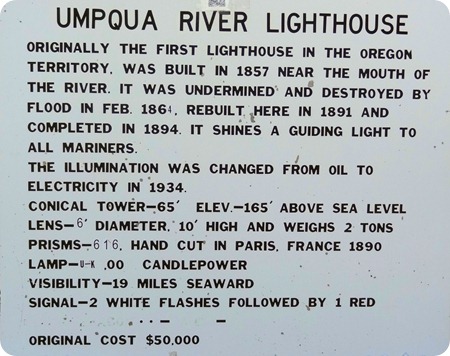 UMPQUA RIVER LIGHTHOUSE
ORIGINALLY THE FIRST LIGHTHOUSE IN THE OREGON
TERRITORY, WAS BUILT IN 1857 NEAR THE MOUTH OF
THE RIVER. IT WAS UNDERMINED AND DESTROYED BY
FLOOD IN FEB. 1864, REBUILT HERE IN 1891 AND
COMPLETED IN 1894. IT SHINES A GUIDING LIGHT TO
ALL MARINERS.
THE ILLUMINATION WAS CHANGED FROM OIL TO
ELECTRICITY IN 1934.
CONICAL TOWER—65' ELEV.—165' ABOVE SEA LEVEL
LENS—6' DIAMETER, 10' HIGH AND WEIGHS 2 TONS
PRISMS—616, HAND CUT IN PARIS, FRANCE 1890
LAMP— CANDLEPOWER
VISIBILITY—19 MILES SEAWARD
SIGNAL—2 WHITE FLASHES FOLLOWED BY 1 RED
ORIGINAL COST $50,000